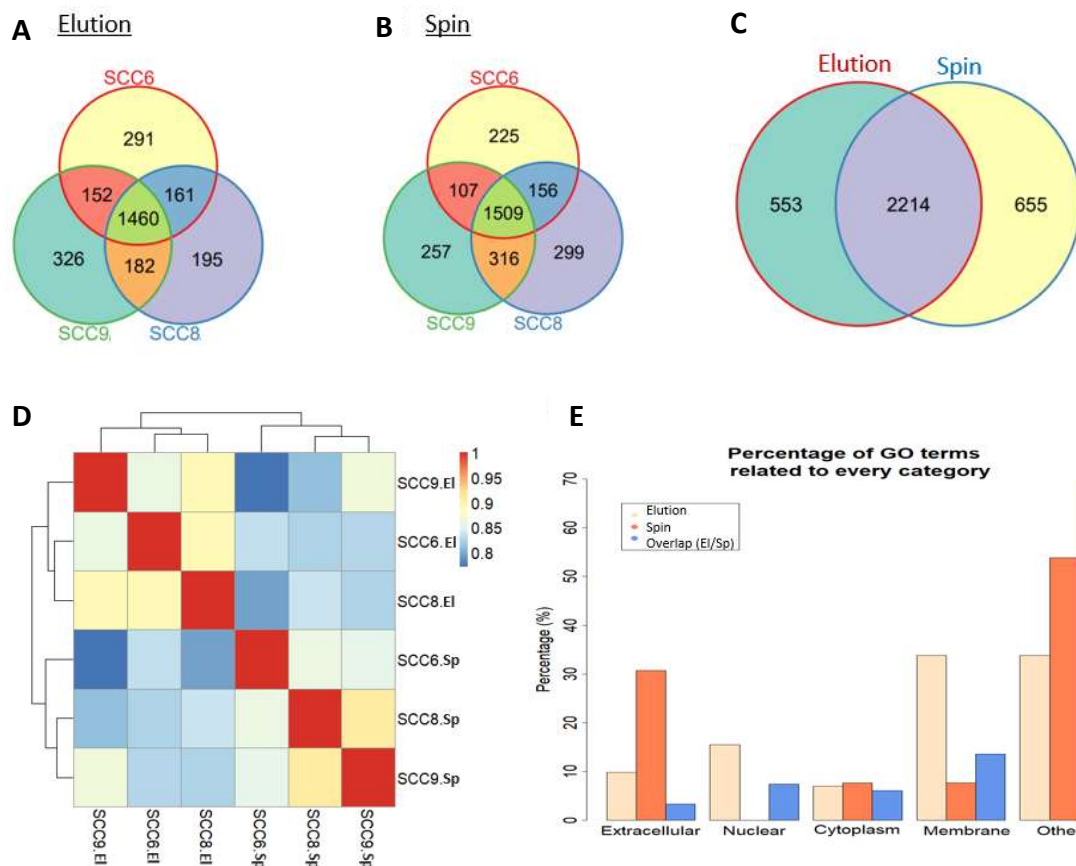 A
Elution
SCC6
291
152
161
1460
326
182
195
SCC9
SCC8
B
Spin
SCC6
225
107
156
1509
257
316
299
SCC9
SCC8
C
Elution
Spin
553
2214
655
D
1
0.95
0.9
0.85
0.8
SCC9.El
SCC6.El
SCC8.El
SCC6.Sp
SCC8.Sp
SCC9.Sp
SCC9.El
SCC6.El
SCC8.El
SCC6.Sp
SCC8.Sp
SCC9.Sp
E
Percentage of GO terms
related to every category
Elution
Spin
Overlap (El/Sp)
Percentage (%)
70
60
50
40
30
20
10
0
Extracellular
Nuclear
Cytoplasm
Membrane
Othe